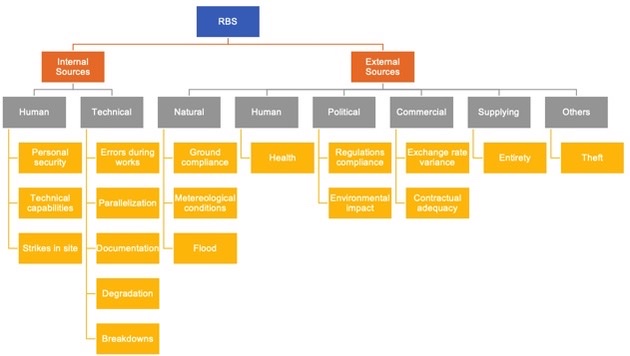 RBS
Internal
Sources
External
Sources
Human
Technical
Natural
Human
Political
Commercial
Supplying
Others
Personal
security
Errors during
works
Ground
compliance
Health
Regulations
compliance
Exchange rate
variance
Entirety
Theft
Technical
capabilities
Parallelization
Metereological
conditions
Environmental
impact
Contractual
adequacy
Strikes in site
Documentation
Flood
Degradation
Breakdowns